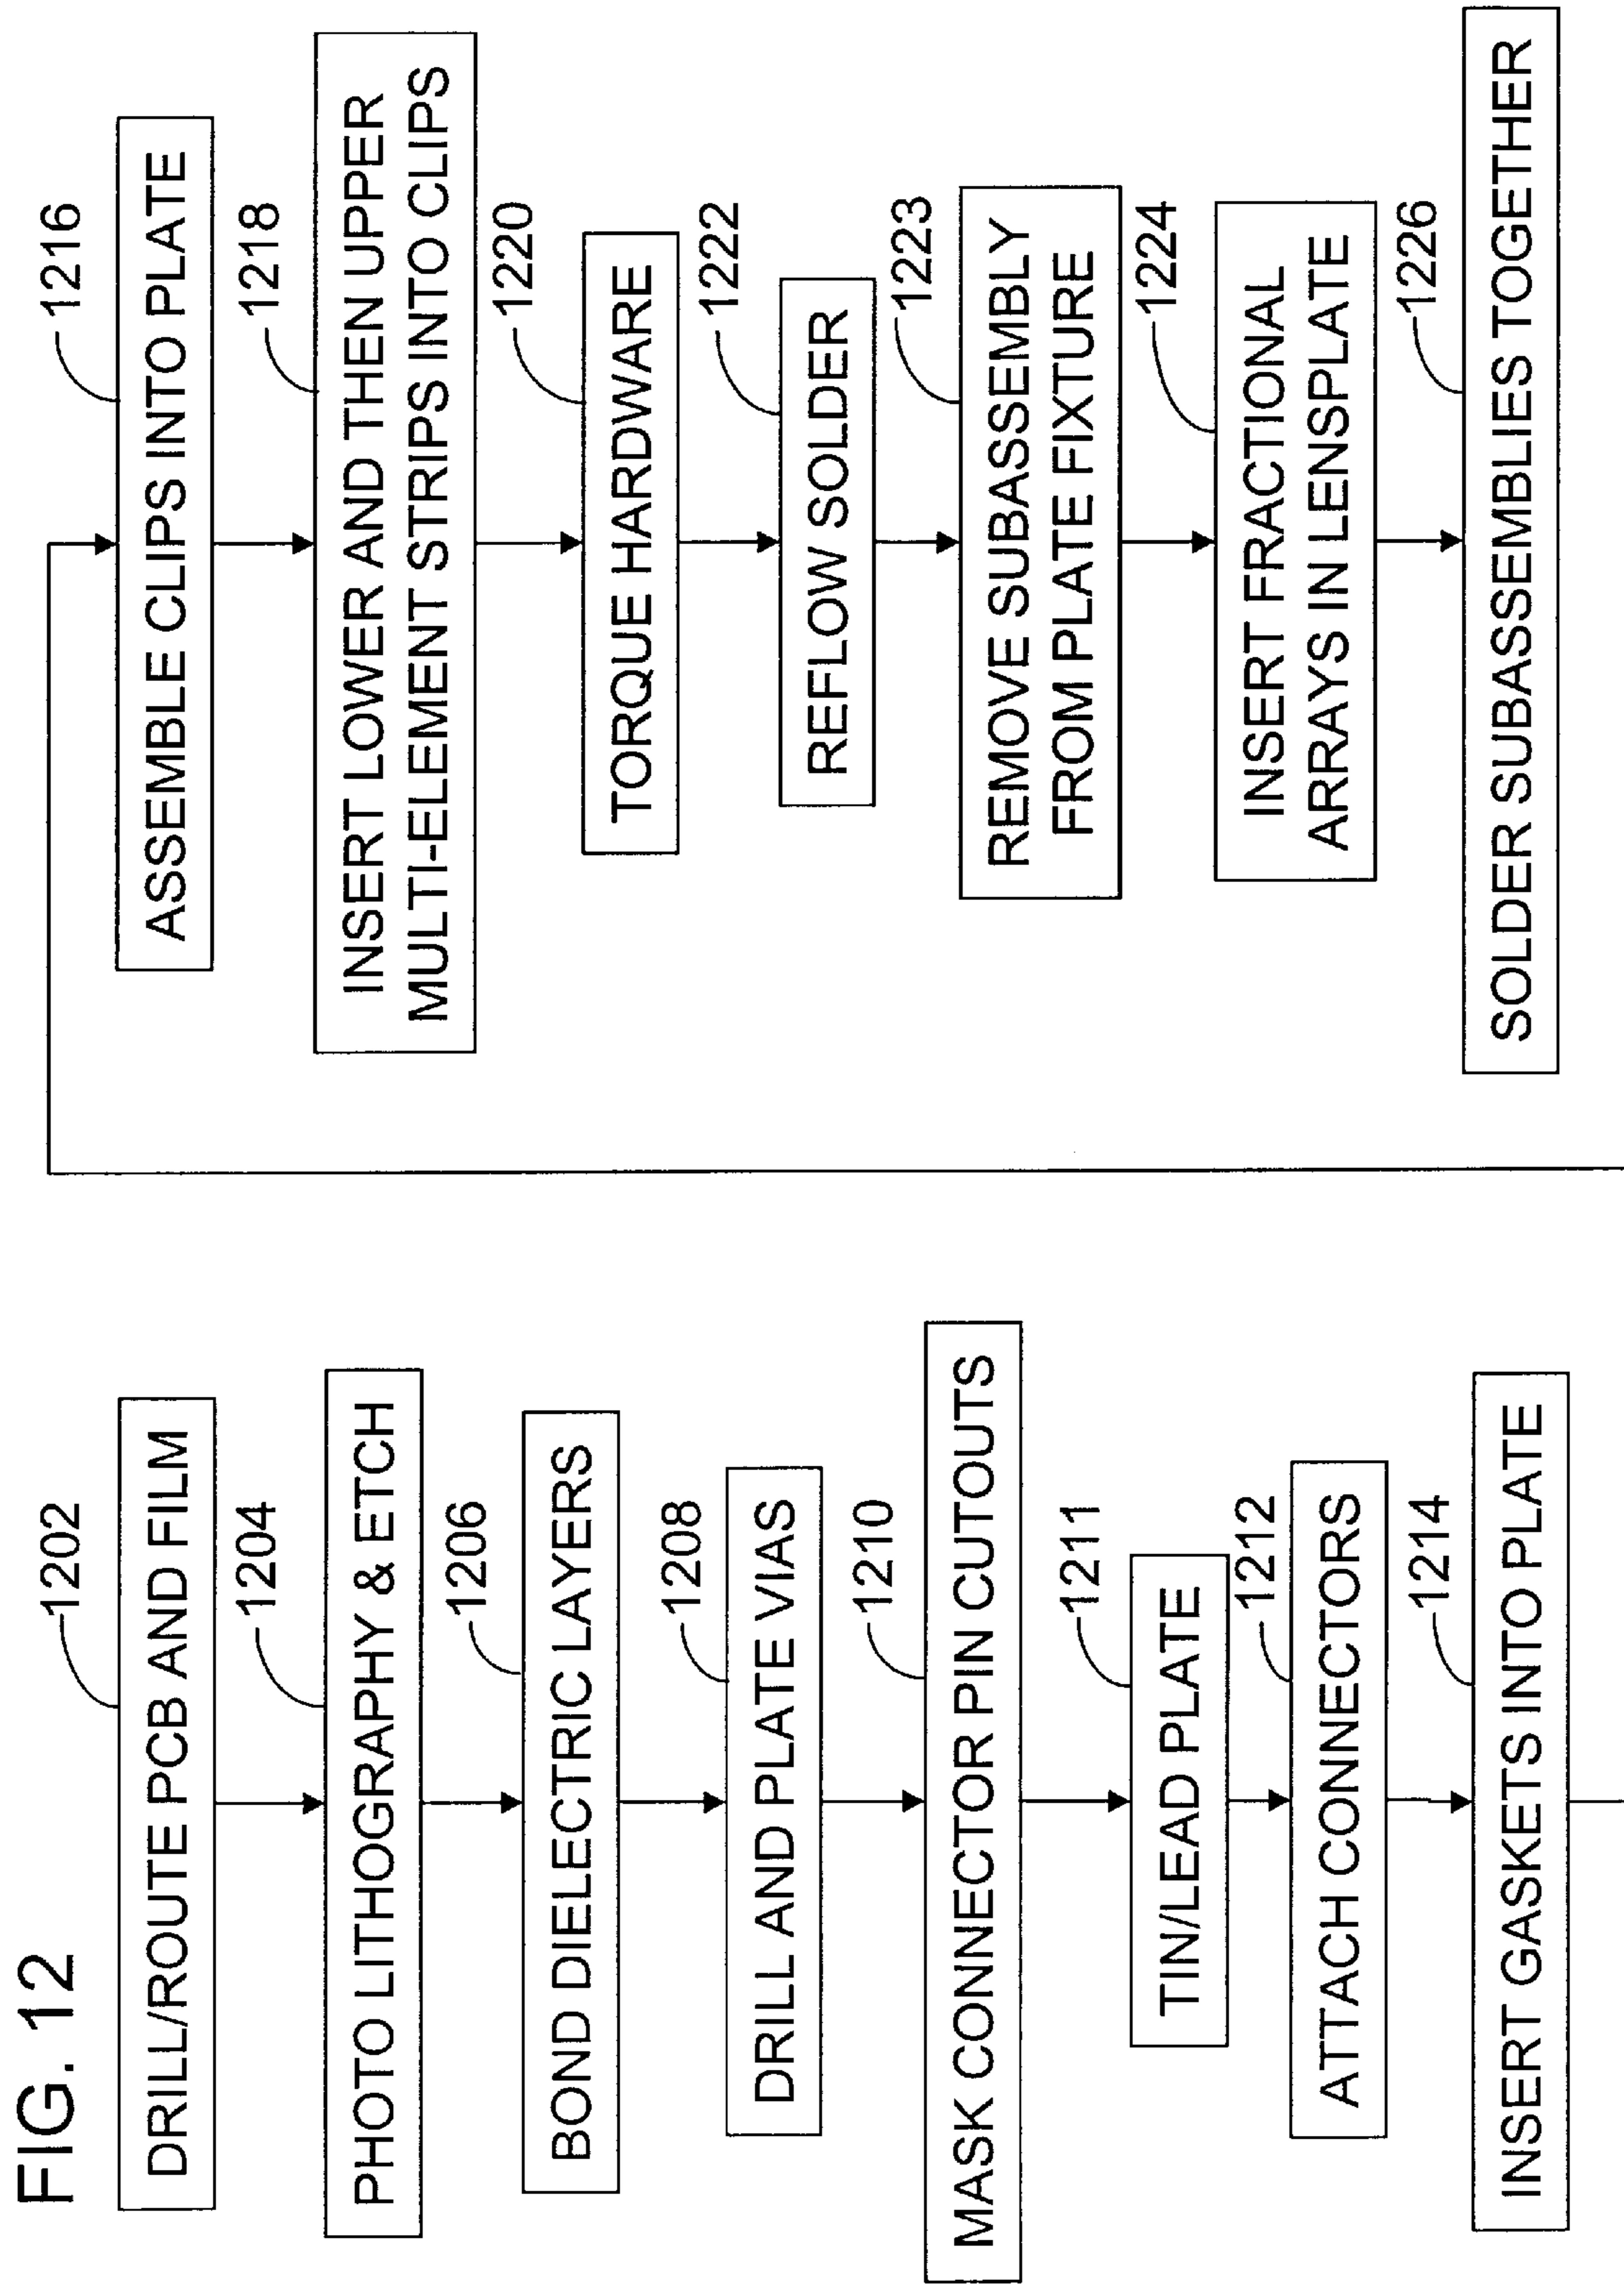 FIG. 12
1202
DRILL/ROUTE PCB AND FILM
1204
PHOTO LITHOGRAPHY & ETCH
1206
BOND DIELECTRIC LAYERS
1208
DRILL AND PLATE VIAS
1210
MASK CONNECTOR PIN CUTOUTS
1211
TIN/LEAD PLATE
1212
ATTACH CONNECTORS
1214
INSERT GASKETS INTO PLATE
1216
ASSEMBLE CLIPS INTO PLATE
1218
INSERT LOWER AND THEN UPPER
MULTI-ELEMENT STRIPS INTO CLIPS
1220
TORQUE HARDWARE
1222
REFLOW SOLDER
1223
REMOVE SUBASSEMBLY
FROM PLATE FIXTURE
1224
INSERT FRACTIONAL
ARRAYS IN LENSPLATE
1226
SOLDER SUBASSEMBLIES TOGETHER